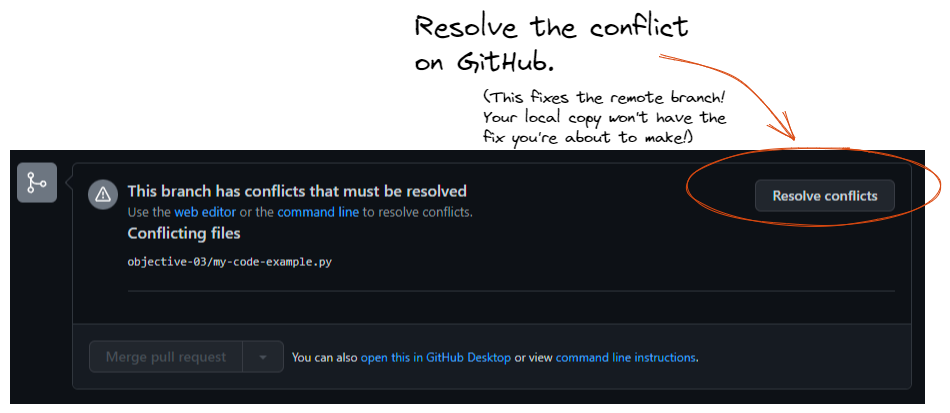 Resolve the conflict
on GitHub.
(This fixes the remote branch!
Your local copy won't have the
fix you're about to make!)
This branch has conflicts that must be resolved
Use the web editor or the command line to resolve conflicts.
Resolve conflicts
Conflicting files
objective-03/my-code-example.py
Merge pull request
You can also open this in GitHub Desktop or view command line instructions.